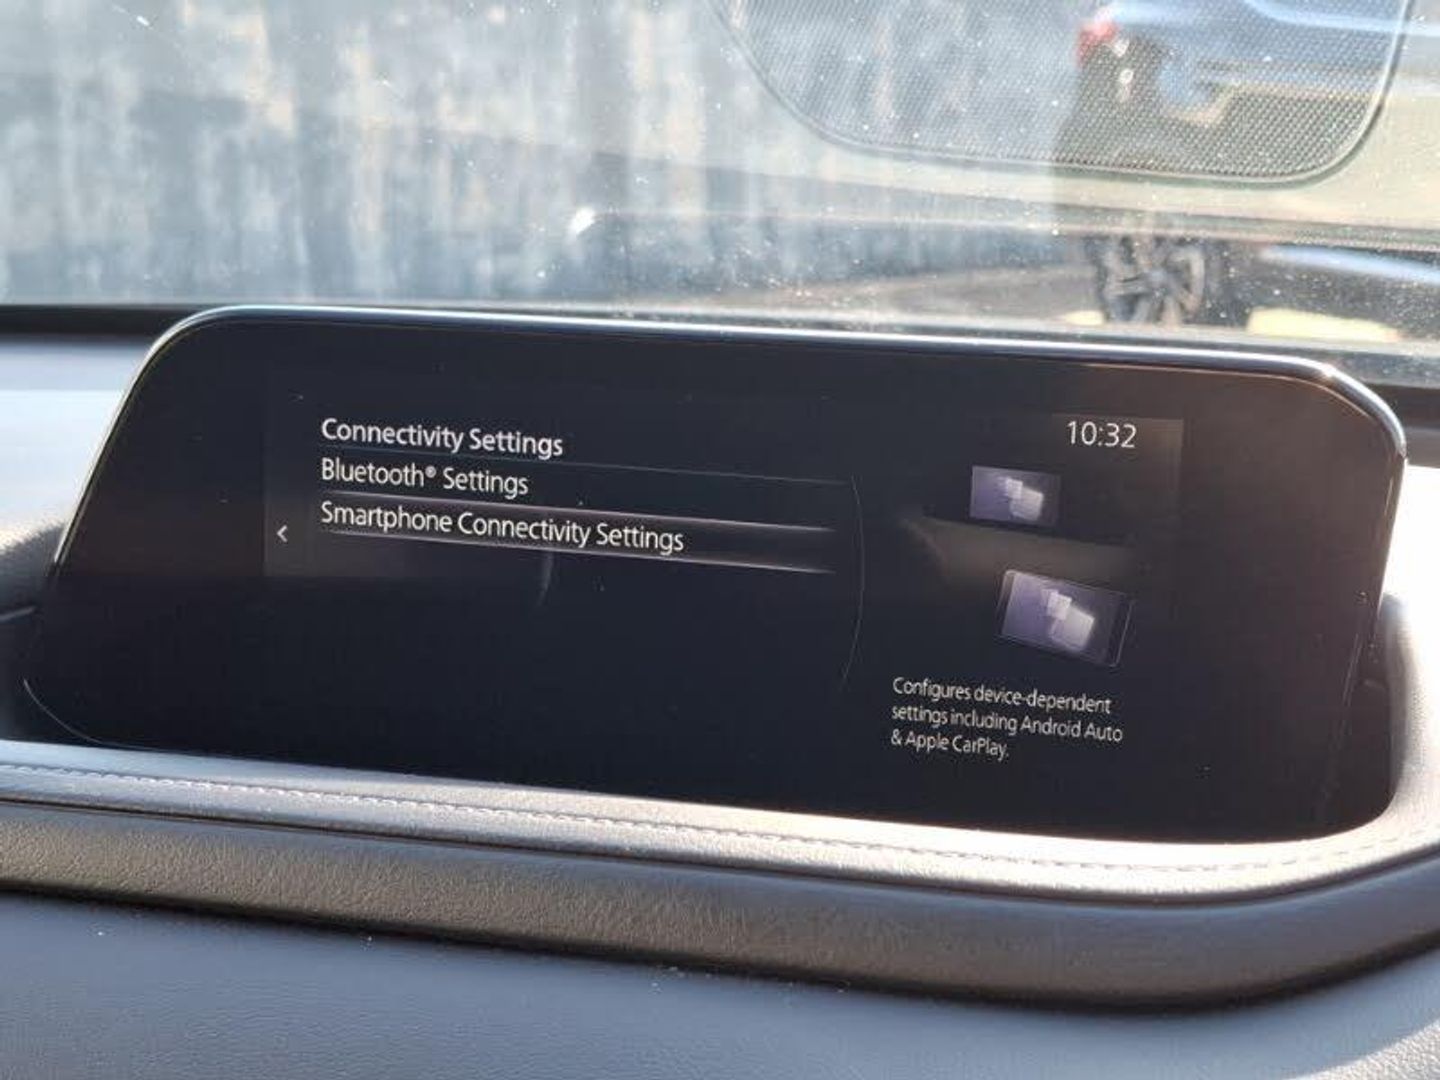 Connectivity Settings
10:32
Bluetooth® Settings
Smartphone Connectivity Settings
Configures device-dependent
settings including Android Auto
& Apple CarPlay.